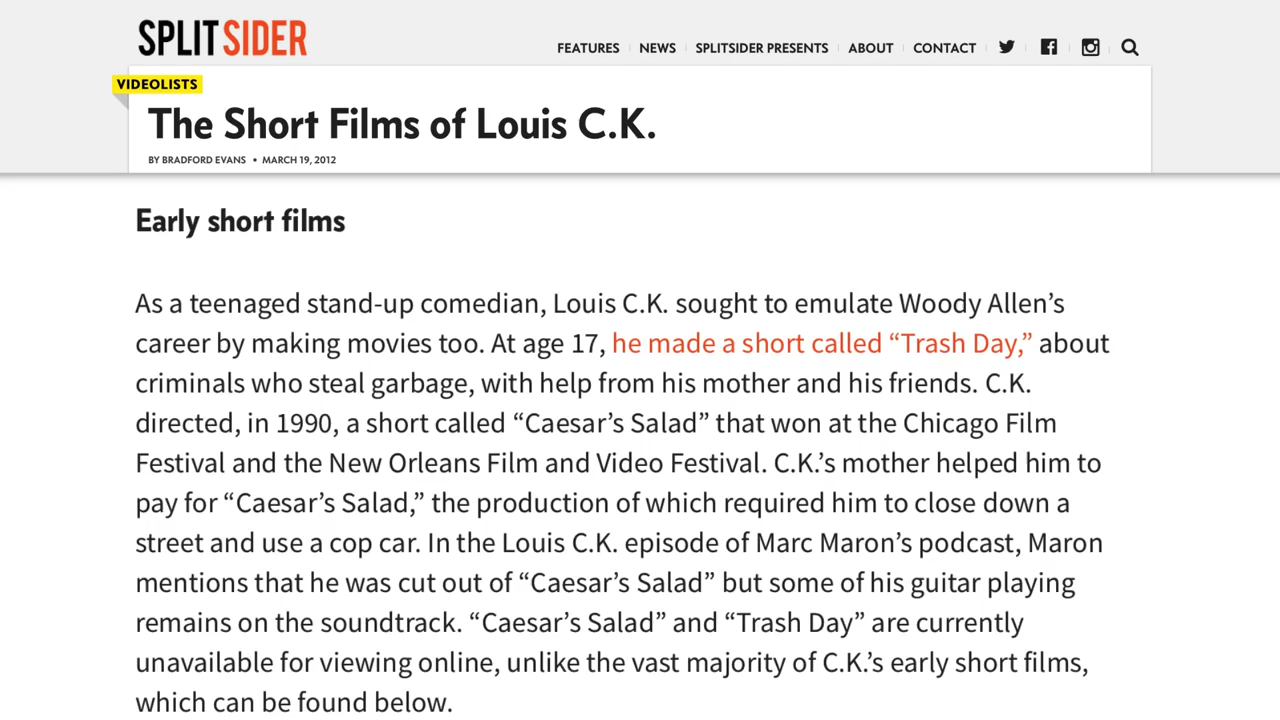 SPLITSIDER
FEATURES NEWS SPLITSIDER PRESENTS ABOUT CONTACT
VIDEOLISTS
The Short Films of Louis C.K.
BY BRADFORD EVANS • MARCH 19, 2012
Early short films
As a teenaged stand-up comedian, Louis C.K. sought to emulate Woody Allen’s
career by making movies too. At age 17, he made a short called “Trash Day,” about
criminals who steal garbage, with help from his mother and his friends. C.K.
directed, in 1990, a short called “Caesar’s Salad” that won at the Chicago Film
Festival and the New Orleans Film and Video Festival. C.K.’s mother helped him to
pay for “Caesar’s Salad,” the production of which required him to close down a
street and use a cop car. In the Louis C.K. episode of Marc Maron’s podcast, Maron
mentions that he was cut out of “Caesar’s Salad” but some of his guitar playing
remains on the soundtrack. “Caesar’s Salad” and “Trash Day” are currently
unavailable for viewing online, unlike the vast majority of C.K.’s early short films,
which can be found below.